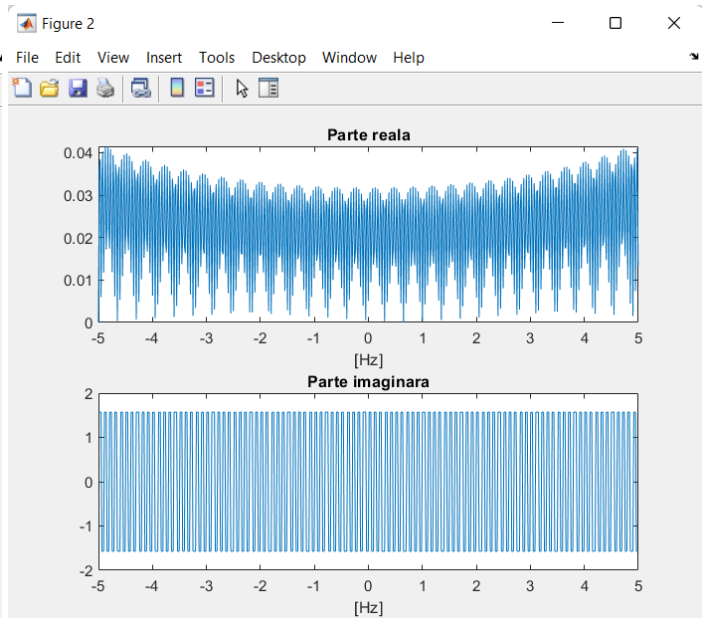 Figure 2
File Edit View Insert Tools Desktop Window Help
Parte reala
0.04
0.03
0.02
0.01
0
-5 -4 -3 -2 -1 0 1 2 3 4 5
[Hz]
Parte imaginara
2
1
0
-1
-2
-5 -4 -3 -2 -1 0 1 2 3 4 5
[Hz]